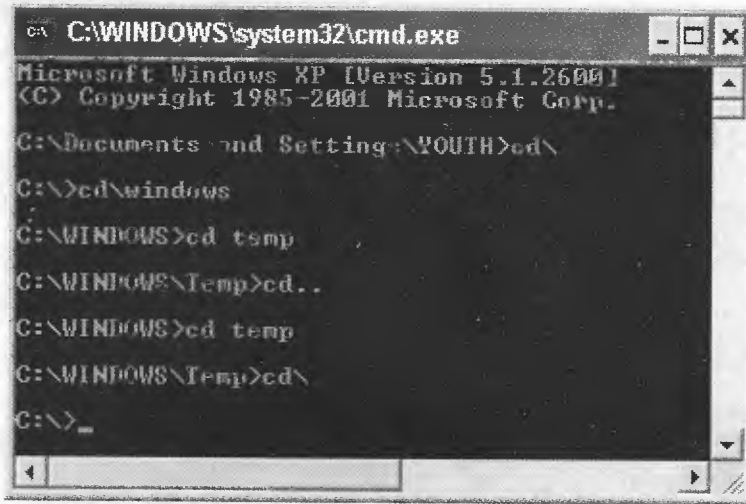 C:\WINDOWS\system32\cmd.exe
Microsoft Windows XP [Version 5.1.2600]
(C) Copyright 1985-2001 Microsoft Corp.
C:\Documents and Settings\YOUTH>cd\
C:\>cd\windows
C:\WINDOWS>cd temp
C:\WINDOWS\Temp>cd..
C:\WINDOWS>cd temp
C:\WINDOWS\Temp>cd\
C:\>_